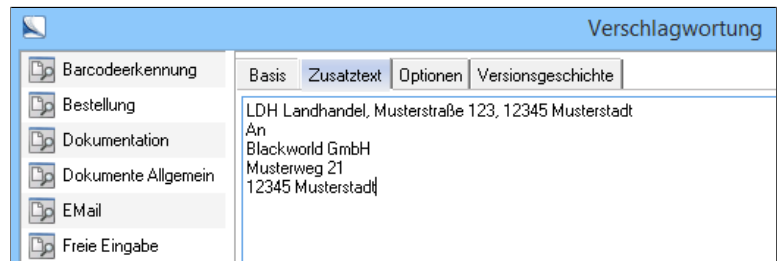 Verschlagwortung
Barcodeerkennung
Bestellung
Dokumentation
Dokumente Allgemein
EMail
Freie Eingabe
Basis Zusatztext Optionen Versionsgeschichte
LDH Landhandel, Musterstraße 123, 12345 Musterstadt
An
Blackworld GmbH
Musterweg 21
12345 Musterstadt